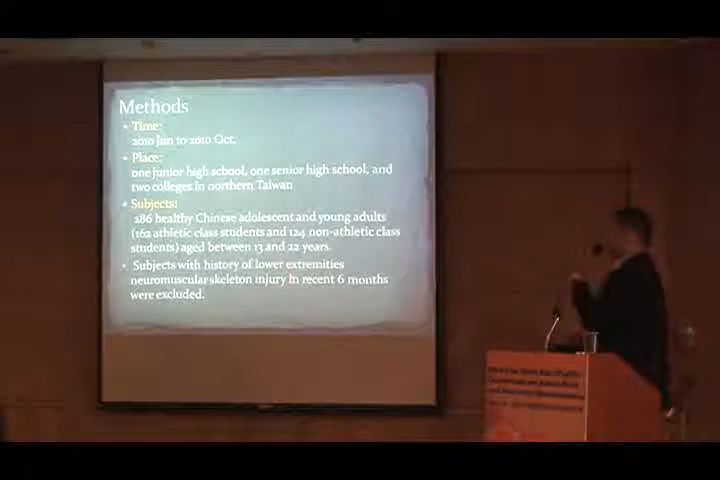 Methods
• Time:
2010 Jun to 2010 Oct.
• Place:
one junior high school, one senior high school, and
two colleges in northern Taiwan
• Subjects:
286 healthy Chinese adolescent and young adults
(162 athletic class students and 124 non-athletic class
students) aged between 13 and 22 years.
• Subjects with history of lower extremities
neuromuscular skeleton injury in recent 6 months
were excluded.